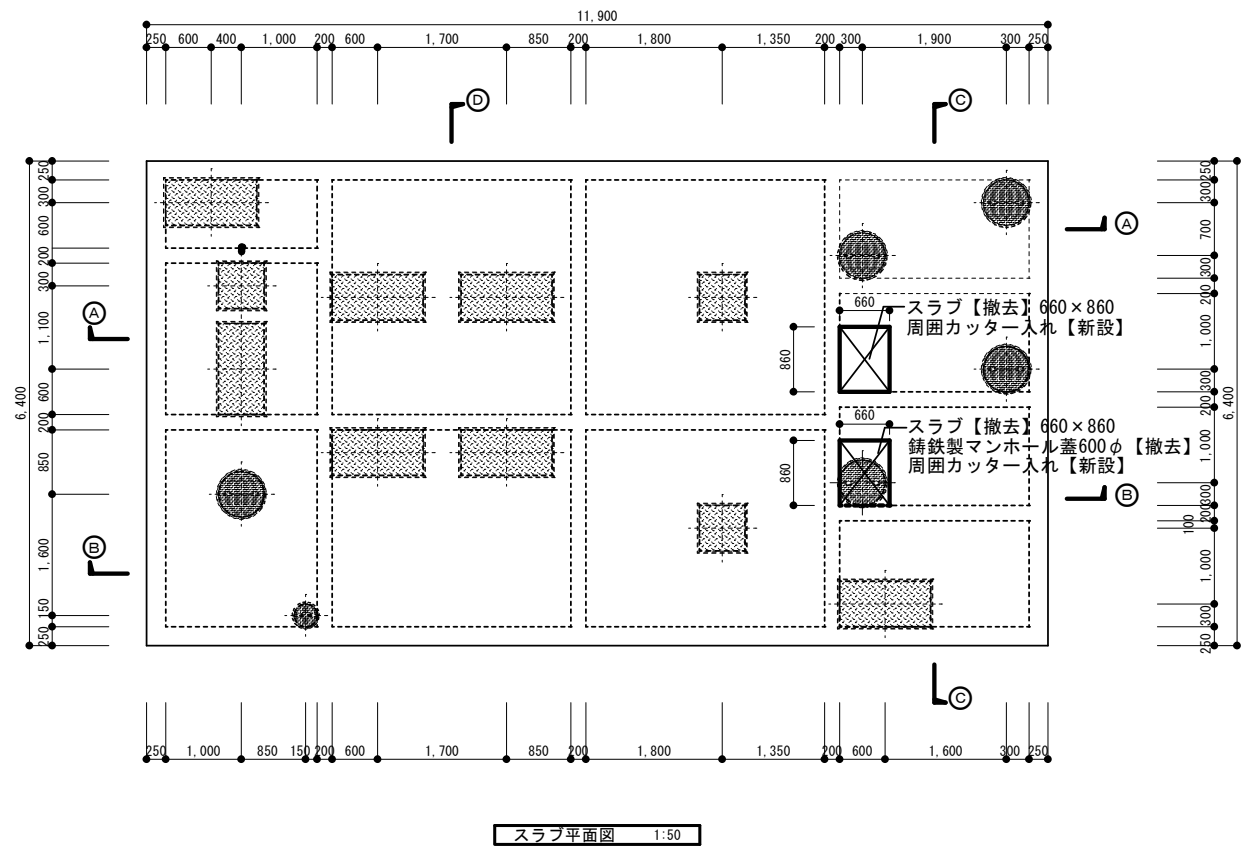 11,900
250 600 400 1,000 200 600 1,700 850 200 1,800 1,350 200 300 1,900 300 250
D
C
6,400
250 300 600 200 300 1,100 600 200 850 1,600 150 250
A
B
660
スラブ【撤去】660×860
周囲カッター入れ【新設】
860
660
スラブ【撤去】660×860
鋳鉄製マンホール蓋600φ【撤去】
周囲カッター入れ【新設】
860
A
B
C
250 300 700 300 200 1,000 300 200 1,000 300 200 100 1,000 300 250
6,400
250 1,000 850 150 200 600 1,700 850 200 1,800 1,350 200 600 1,600 300 250
スラブ平面図 1:50